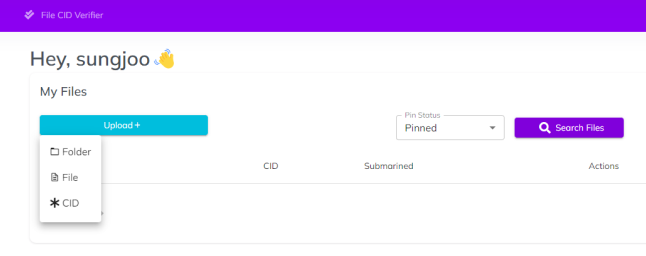 File CID Verifier
Hey, sungjoo 👋
My Files
Upload +
Pin Status
Pinned
Search Files
Folder
File
CID
CID
Submarined
Actions